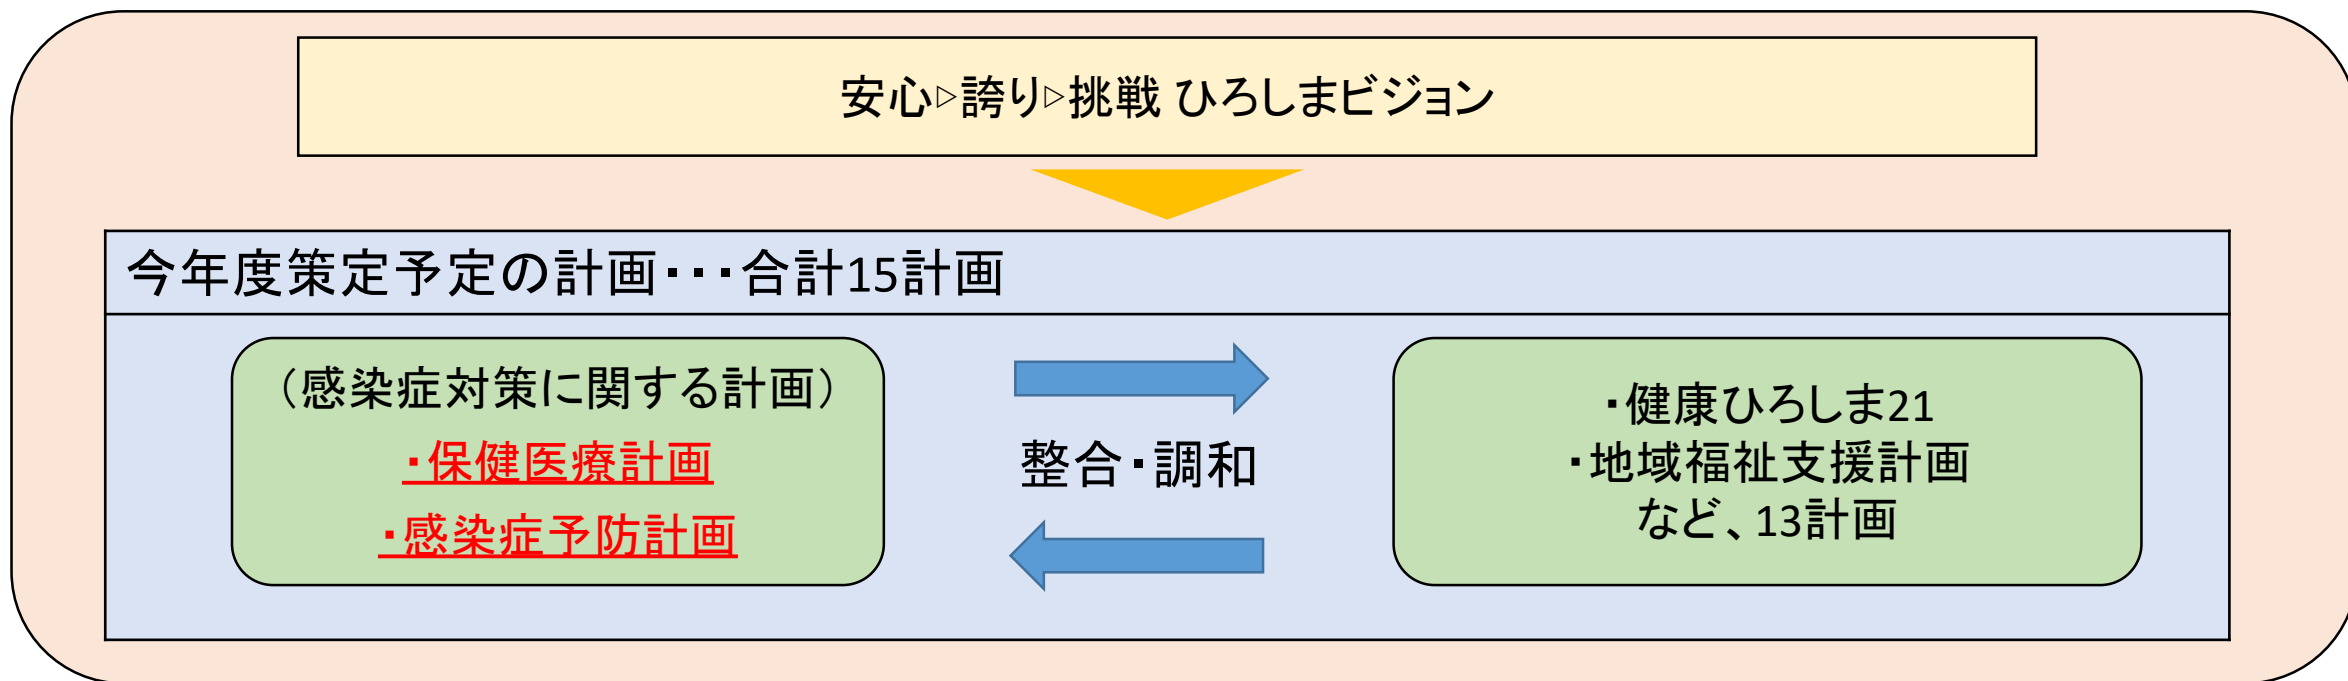 安心▷誇り▷挑戦 ひろしまビジョン
今年度策定予定の計画・・・合計15計画
（感染症対策に関する計画）
・保健医療計画
・感染症予防計画
整合・調和
・健康ひろしま21
・地域福祉支援計画
など、13計画